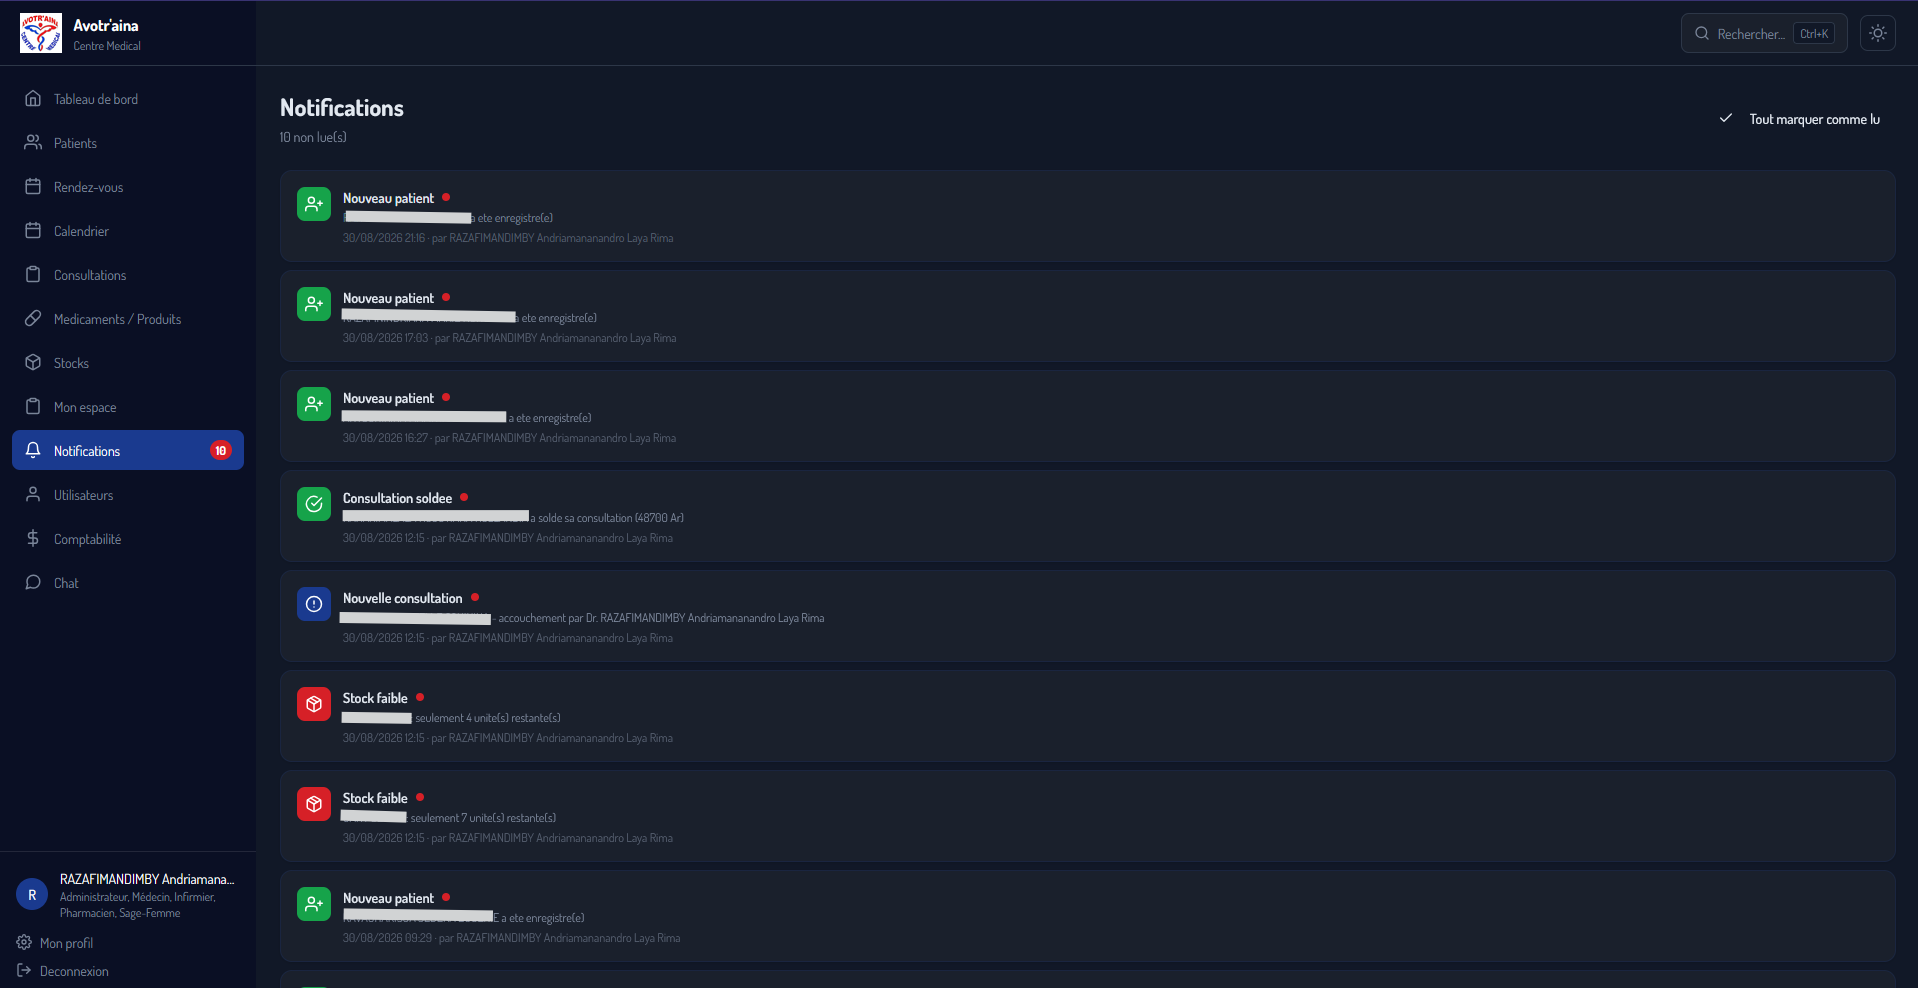 Avotr'aina
Centre Medical
Rechercher... Ctrl+K
Tableau de bord
Patients
Rendez-vous
Calendrier
Consultations
Medicaments / Produits
Stocks
Mon espace
Notifications 10
Utilisateurs
Comptabilité
Chat
RAZAFIMANDIMBY Andriamana...
Administrateur, Médecin, Infirmier,
Pharmacien, Sage-Femme
Mon profil
Deconnexion
Notifications
10 non lue(s)
Tout marquer comme lu
Nouveau patient
a ete enregistre(e)
30/08/2026 21:16 · par RAZAFIMANDIMBY Andriamananandro Laya Rima
Nouveau patient
a ete enregistre(e)
30/08/2026 17:03 · par RAZAFIMANDIMBY Andriamananandro Laya Rima
Nouveau patient
a ete enregistre(e)
30/08/2026 16:27 · par RAZAFIMANDIMBY Andriamananandro Laya Rima
Consultation soldee
a solde sa consultation (48700 Ar)
30/08/2026 12:15 · par RAZAFIMANDIMBY Andriamananandro Laya Rima
Nouvelle consultation
- accouchement par Dr. RAZAFIMANDIMBY Andriamananandro Laya Rima
30/08/2026 12:15 · par RAZAFIMANDIMBY Andriamananandro Laya Rima
Stock faible
seulement 4 unite(s) restante(s)
30/08/2026 12:15 · par RAZAFIMANDIMBY Andriamananandro Laya Rima
Stock faible
: seulement 7 unite(s) restante(s)
30/08/2026 12:15 · par RAZAFIMANDIMBY Andriamananandro Laya Rima
Nouveau patient
E a ete enregistre(e)
30/08/2026 09:29 · par RAZAFIMANDIMBY Andriamananandro Laya Rima